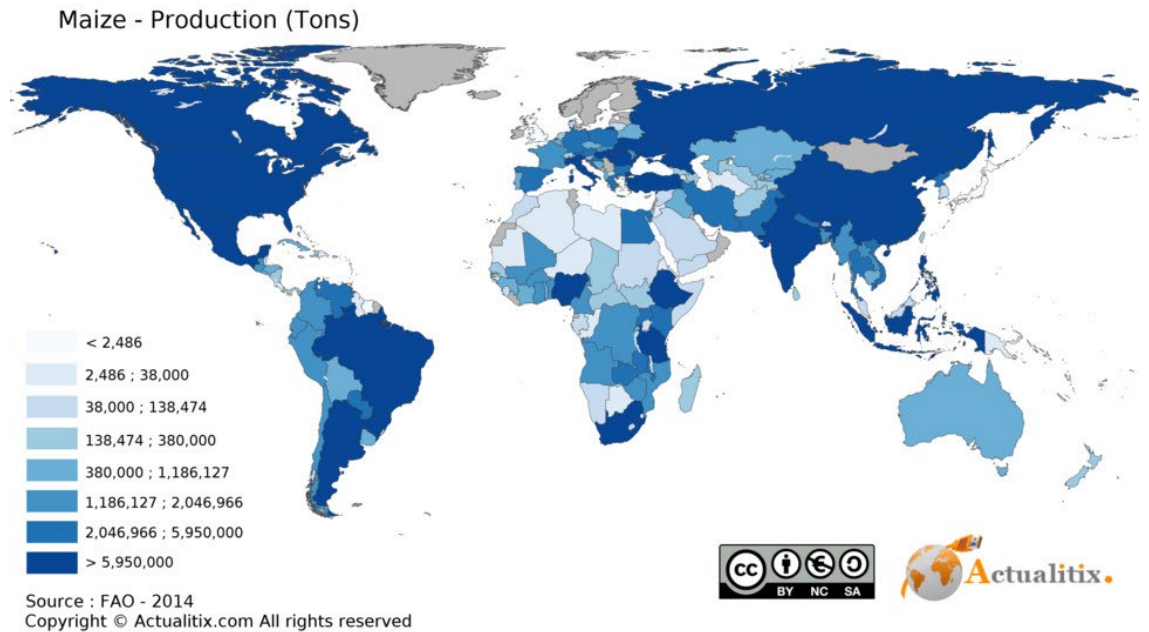 Maize - Production (Tons)
< 2,486
2,486 ; 38,000
38,000 ; 138,474
138,474 ; 380,000
380,000 ; 1,186,127
1,186,127 ; 2,046,966
2,046,966 ; 5,950,000
> 5,950,000
cc
BY NC SA
Actualitix.
Source : FAO - 2014
Copyright © Actualitix.com All rights reserved